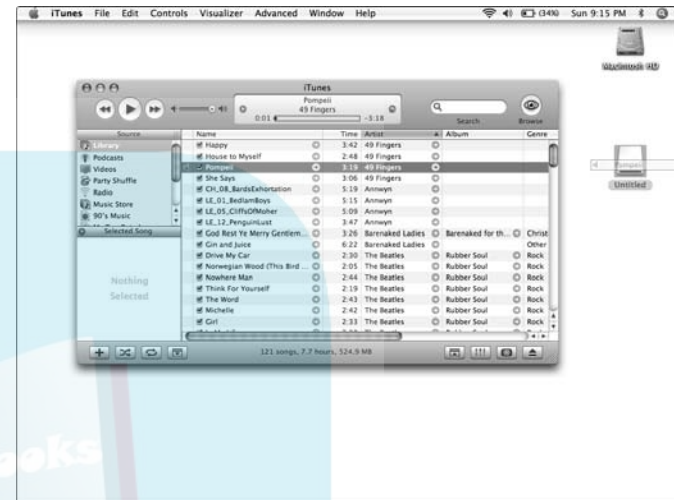 iTunes File Edit Controls Visualizer Advanced Window Help (34%) Sun 9:15 PM
Macintosh HD
iTunes
Pompeii
49 Fingers
0:01 -3:18
Search Browse
Source Name Time Artist Album Genre
Library Happy 3:42 49 Fingers
Podcasts House to Myself 2:48 49 Fingers
Videos Pompeii 3:19 49 Fingers
Pompeii
Party Shuffle She Says 3:06 49 Fingers
Untitled
Radio CH_08_BardsExhortation 5:19 Annwyn
Music Store LE_01_BedlamBoys 5:15 Annwyn
90's Music LE_05_CliffsOfMoher 5:09 Annwyn
LE_12_PenguinLust 3:47 Annwyn
Selected Song God Rest Ye Merry Gentlem... 3:26 Barenaked Ladies Barenaked for th... Christ
Gin and Juice 6:22 Barenaked Ladies Other
Drive My Car 2:30 The Beatles Rubber Soul Rock
Norwegian Wood (This Bird ... 2:05 The Beatles Rubber Soul Rock
Nothing Nowhere Man 2:44 The Beatles Rubber Soul Rock
Selected Think For Yourself 2:19 The Beatles Rubber Soul Rock
The Word 2:43 The Beatles Rubber Soul Rock
Michelle 2:42 The Beatles Rubber Soul Rock
Girl 2:33 The Beatles Rubber Soul Rock
121 songs, 7.7 hours, 524.9 MB
ooks